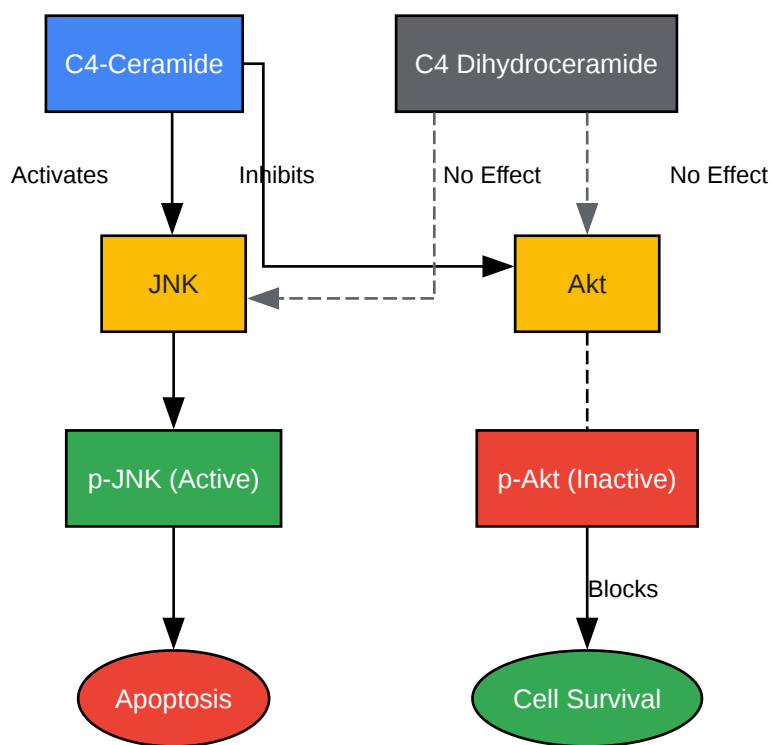 C4-Ceramide
C4 Dihydroceramide
Activates
Inhibits
No Effect
No Effect
JNK
Akt
p-JNK (Active)
p-Akt (Inactive)
Blocks
Apoptosis
Cell Survival